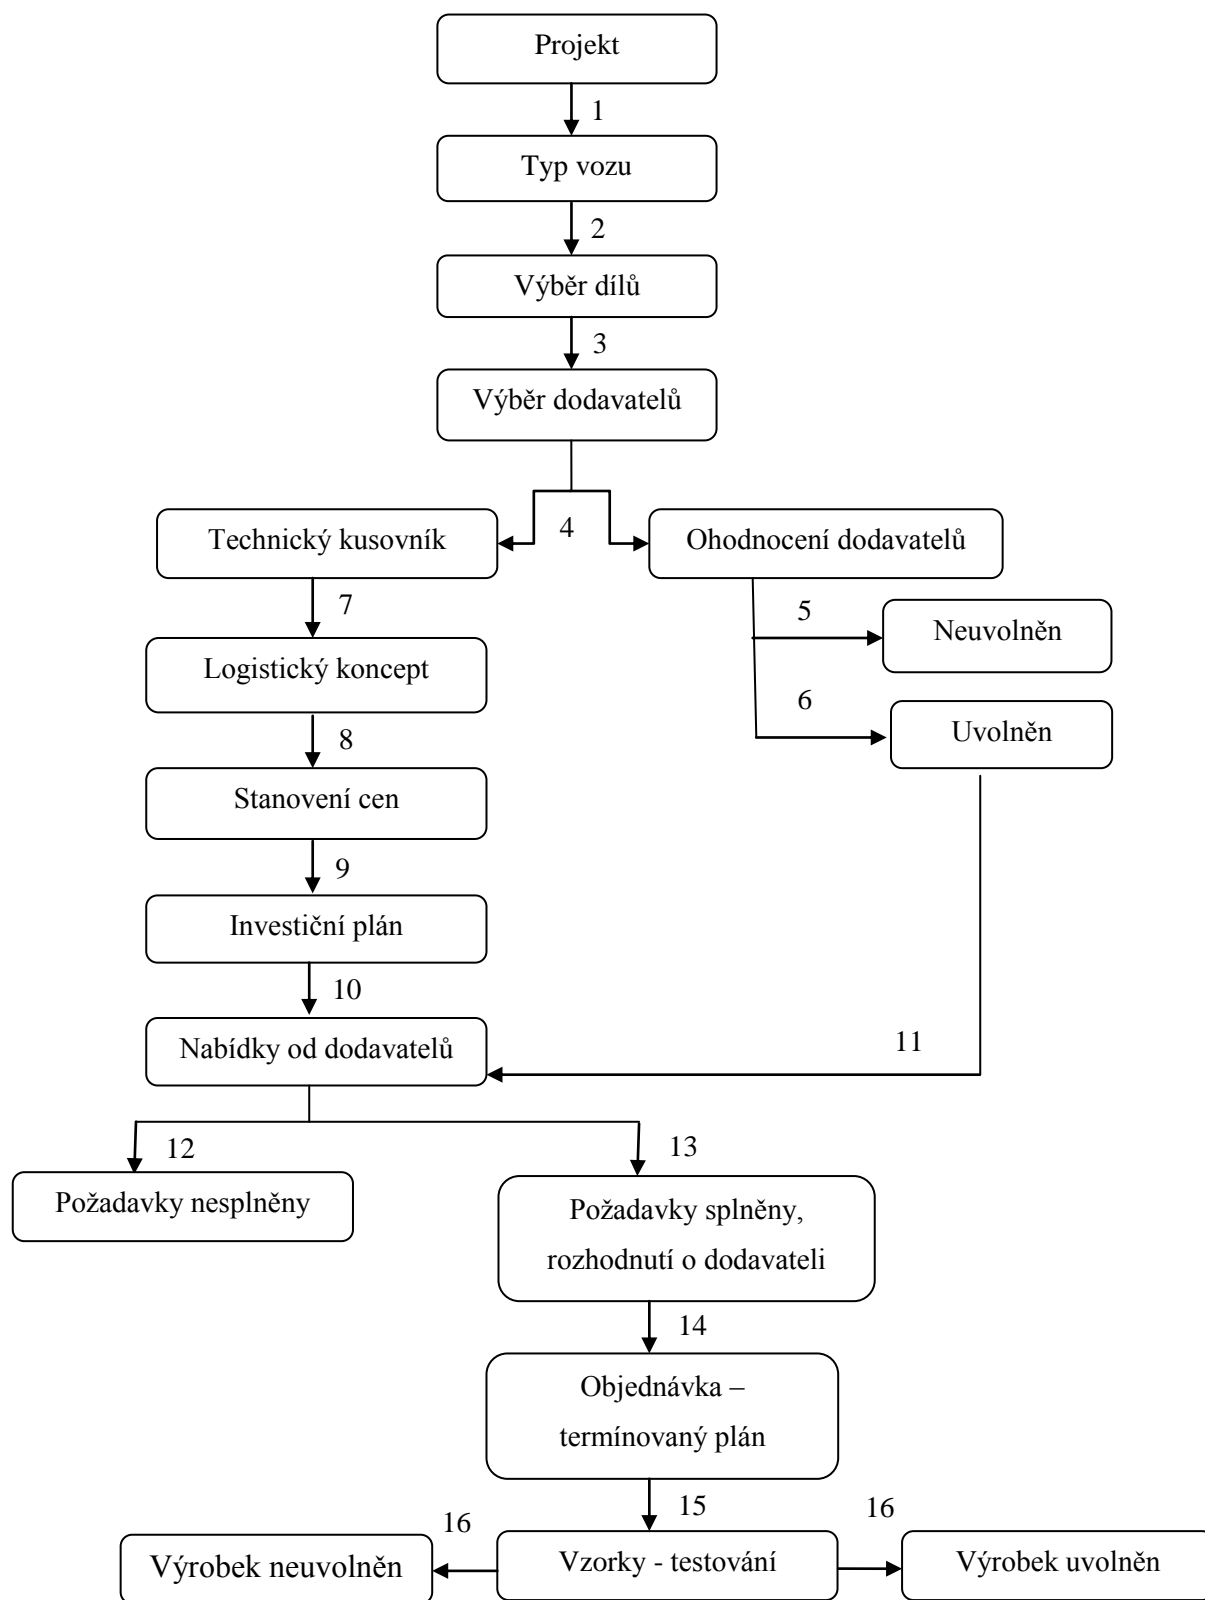 Projekt
1
Typ vozu
2
Výběr dílů
3
Výběr dodavatelů
4
Technický kusovník
Ohodnocení dodavatelů
7
5
Neuvolněn
Logistický koncept
6
Uvolněn
8
Stanovení cen
9
Investiční plán
10
Nabídky od dodavatelů
11
12
13
Požadavky nesplněny
Požadavky splněny,
rozhodnutí o dodavateli
14
Objednávka –
termínovaný plán
15
16
16
Výrobek neuvolněn
Vzorky - testování
Výrobek uvolněn